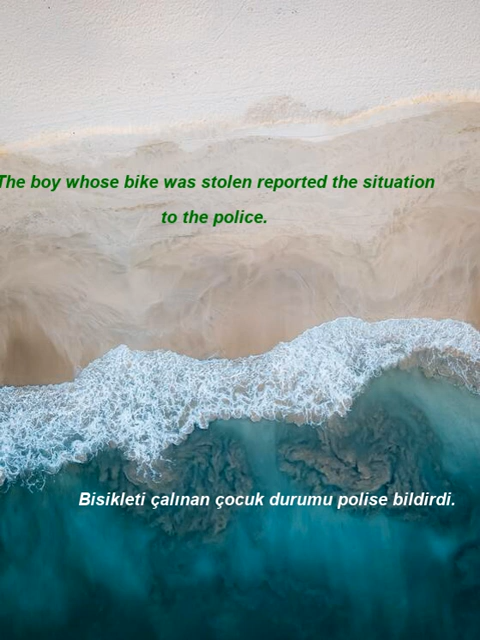 The boy whose bike was stolen reported the situation
to the police.
Bisikleti çalınan çocuk durumu polise bildirdi.